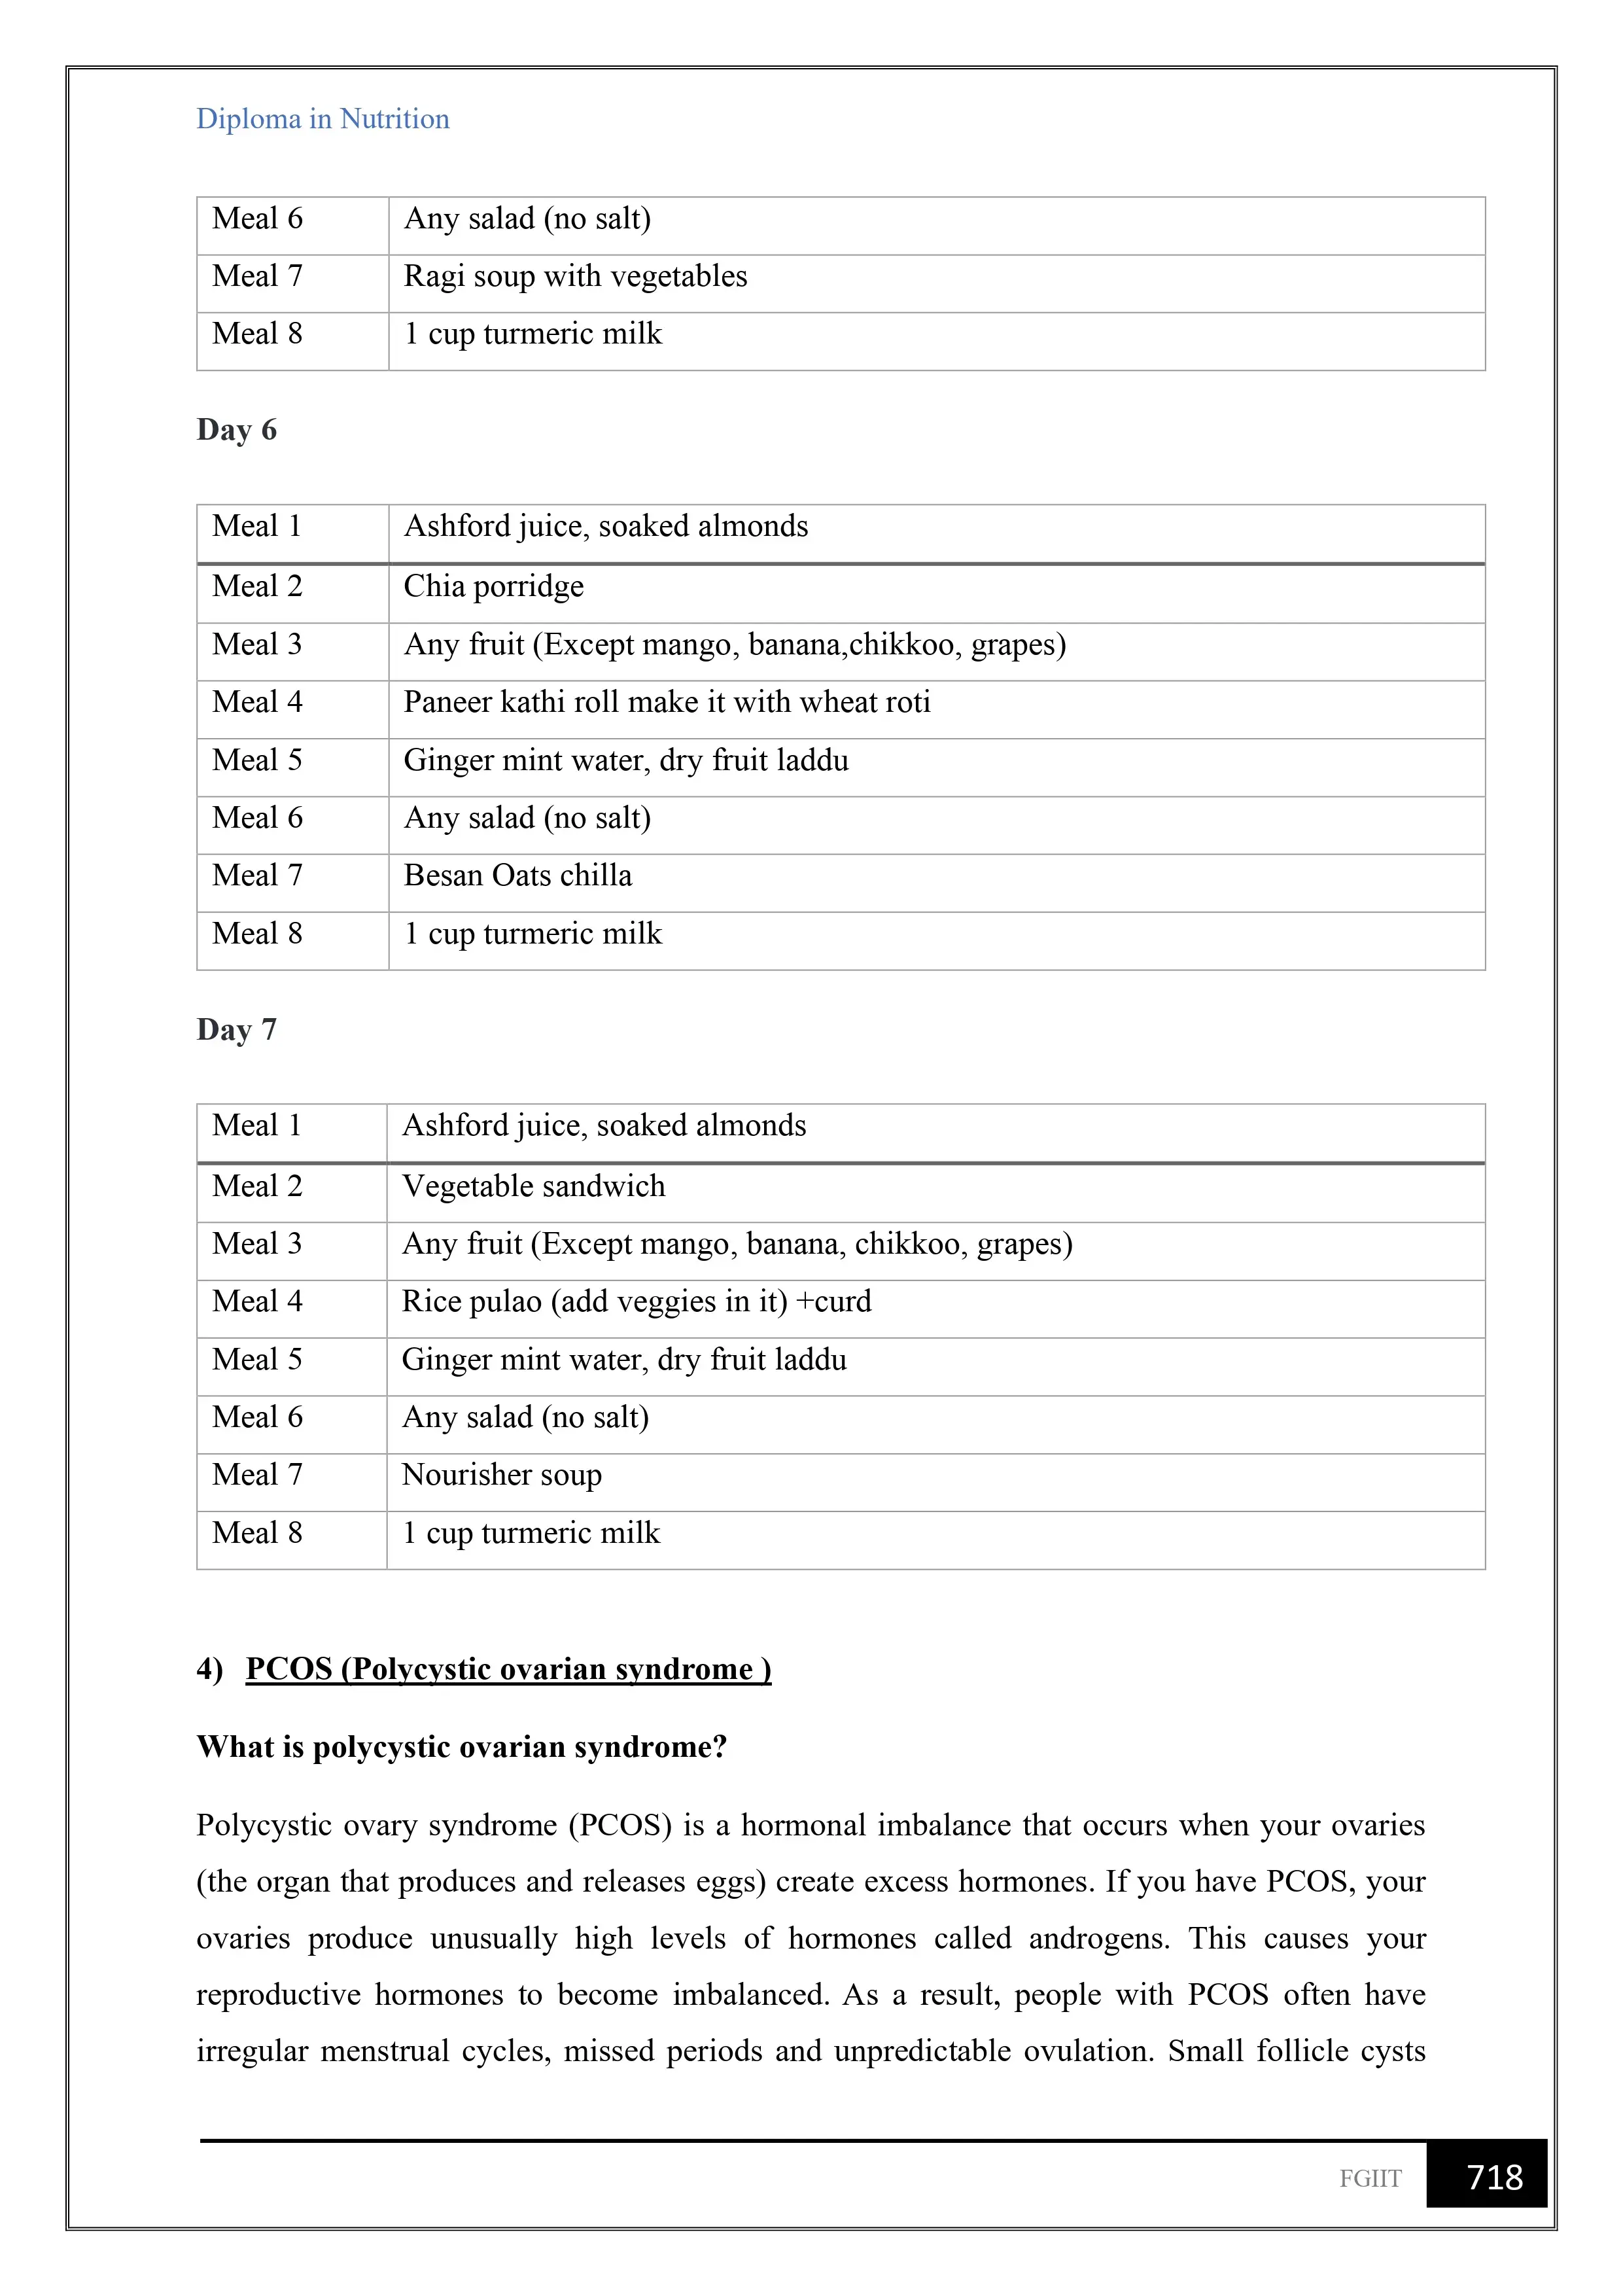 Diploma in Nutrition
Meal 6 Any salad (no salt)
Meal 7 Ragi soup with vegetables
Meal 8 1 cup turmeric milk
Day 6
Meal 1 Ashford juice, soaked almonds
Meal 2 Chia porridge
Meal 3 Any fruit (Except mango, banana,chikkoo, grapes)
Meal 4 Paneer kathi roll make it with wheat roti
Meal 5 Ginger mint water, dry fruit laddu
Meal 6 Any salad (no salt)
Meal 7 Besan Oats chilla
Meal 8 1 cup turmeric milk
Day 7
Meal 1 Ashford juice, soaked almonds
Meal 2 Vegetable sandwich
Meal 3 Any fruit (Except mango, banana, chikkoo, grapes)
Meal 4 Rice pulao (add veggies in it) +curd
Meal 5 Ginger mint water, dry fruit laddu
Meal 6 Any salad (no salt)
Meal 7 Nourisher soup
Meal 8 1 cup turmeric milk
4) PCOS (Polycystic ovarian syndrome )
What is polycystic ovarian syndrome?
Polycystic ovary syndrome (PCOS) is a hormonal imbalance that occurs when your ovaries
(the organ that produces and releases eggs) create excess hormones. If you have PCOS, your
ovaries produce unusually high levels of hormones called androgens. This causes your
reproductive hormones to become imbalanced. As a result, people with PCOS often have
irregular menstrual cycles, missed periods and unpredictable ovulation. Small follicle cysts
FGIIT 718